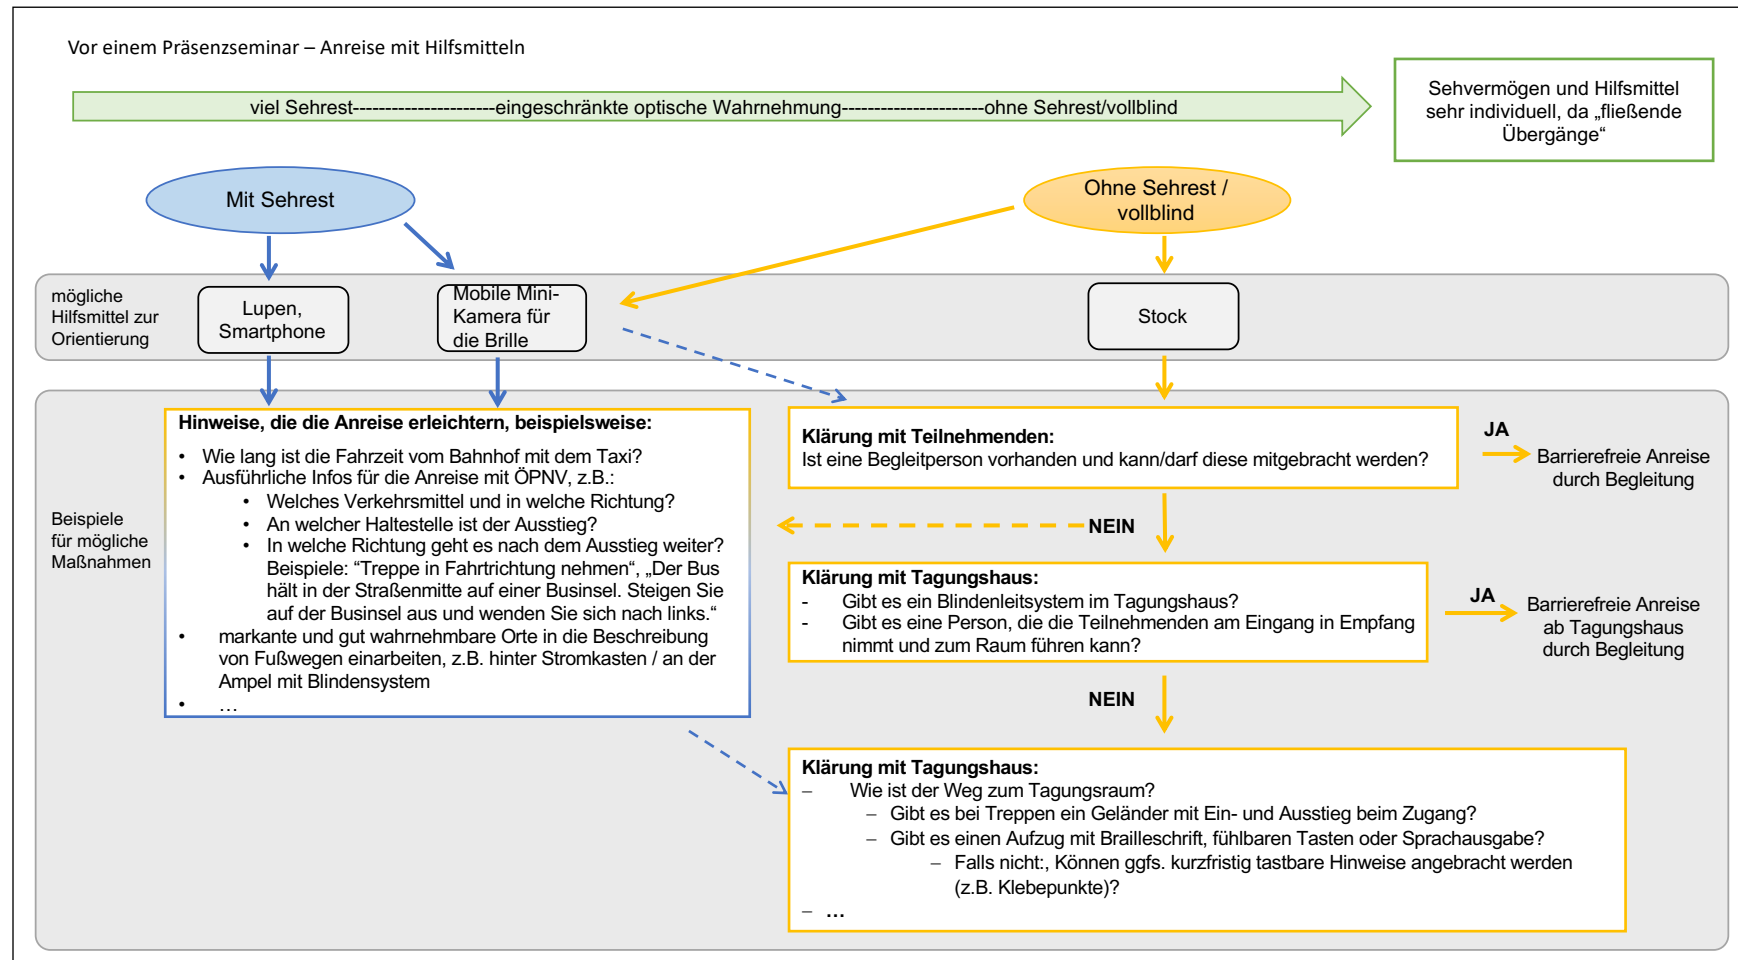 Vor einem Präsenzseminar – Anreise mit Hilfsmitteln
viel Sehrest----------------------eingeschränkte optische Wahrnehmung----------------------ohne Sehrest/vollblind
Sehvermögen und Hilfsmittel
sehr individuell, da „fließende
Übergänge“
Mit Sehrest
Ohne Sehrest /
vollblind
mögliche
Hilfsmittel zur
Orientierung
Lupen,
Smartphone
Mobile Mini-
Kamera für
die Brille
Stock
Beispiele
für mögliche
Maßnahmen
Hinweise, die die Anreise erleichtern, beispielsweise:
• Wie lang ist die Fahrzeit vom Bahnhof mit dem Taxi?
• Ausführliche Infos für die Anreise mit ÖPNV, z.B.:
• Welches Verkehrsmittel und in welche Richtung?
• An welcher Haltestelle ist der Ausstieg?
• In welche Richtung geht es nach dem Ausstieg weiter?
Beispiele: “Treppe in Fahrtrichtung nehmen“, „Der Bus
hält in der Straßenmitte auf einer Businsel. Steigen Sie
auf der Businsel aus und wenden Sie sich nach links.“
• markante und gut wahrnehmbare Orte in die Beschreibung
von Fußwegen einarbeiten, z.B. hinter Stromkasten / an der
Ampel mit Blindensystem
• …
Klärung mit Teilnehmenden:
Ist eine Begleitperson vorhanden und kann/darf diese mitgebracht werden?
JA
Barrierefreie Anreise
durch Begleitung
NEIN
Klärung mit Tagungshaus:
- Gibt es ein Blindenleitsystem im Tagungshaus?
- Gibt es eine Person, die die Teilnehmenden am Eingang in Empfang
nimmt und zum Raum führen kann?
JA
Barrierefreie Anreise
ab Tagungshaus
durch Begleitung
NEIN
Klärung mit Tagungshaus:
– Wie ist der Weg zum Tagungsraum?
– Gibt es bei Treppen ein Geländer mit Ein- und Ausstieg beim Zugang?
– Gibt es einen Aufzug mit Brailleschrift, fühlbaren Tasten oder Sprachausgabe?
– Falls nicht:, Können ggfs. kurzfristig tastbare Hinweise angebracht werden
(z.B. Klebepunkte)?
– …